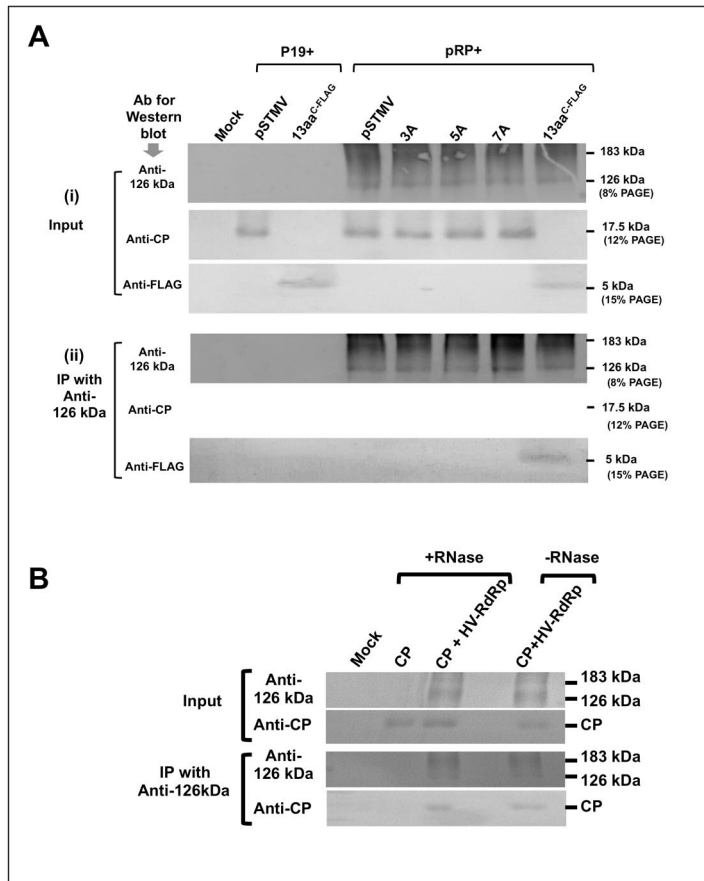 A
P19+
pRP+
Ab for
Western
blot
Mock
pSTMV
13aaC-FLAG
pSTMV
3A
5A
7A
13aaC-FLAG
(i)
Input
Anti-
126 kDa
183 kDa
126 kDa
(8% PAGE)
Anti-CP
17.5 kDa
(12% PAGE)
Anti-FLAG
5 kDa
(15% PAGE)
(ii)
IP with
Anti-
126 kDa
Anti-
126 kDa
183 kDa
126 kDa
(8% PAGE)
Anti-CP
17.5 kDa
(12% PAGE)
Anti-FLAG
5 kDa
(15% PAGE)
B
+RNase
-RNase
Mock
CP
CP + HV-RdRp
CP+HV-RdRp
Input
Anti-
126 kDa
183 kDa
126 kDa
Anti-CP
CP
IP with
Anti-126kDa
Anti-
126 kDa
183 kDa
126 kDa
Anti-CP
CP